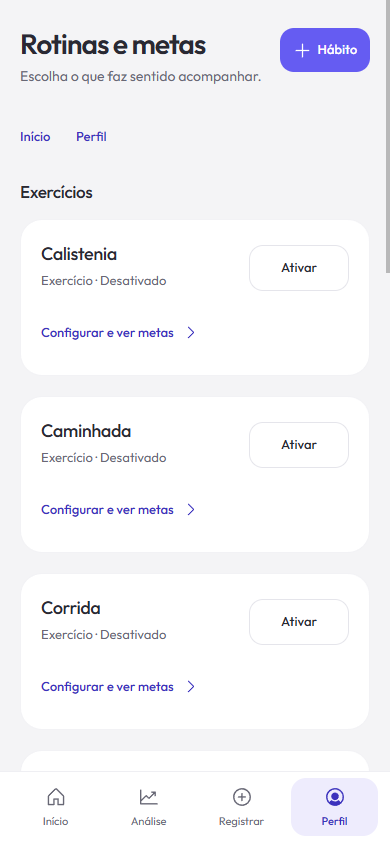 Rotinas e metas
Hábito
Escolha o que faz sentido acompanhar.
Início Perfil
Exercícios
Calistenia
Ativar
Exercício · Desativado
Configurar e ver metas
Caminhada
Ativar
Exercício · Desativado
Configurar e ver metas
Corrida
Ativar
Exercício · Desativado
Configurar e ver metas
Início Análise Registrar Perfil